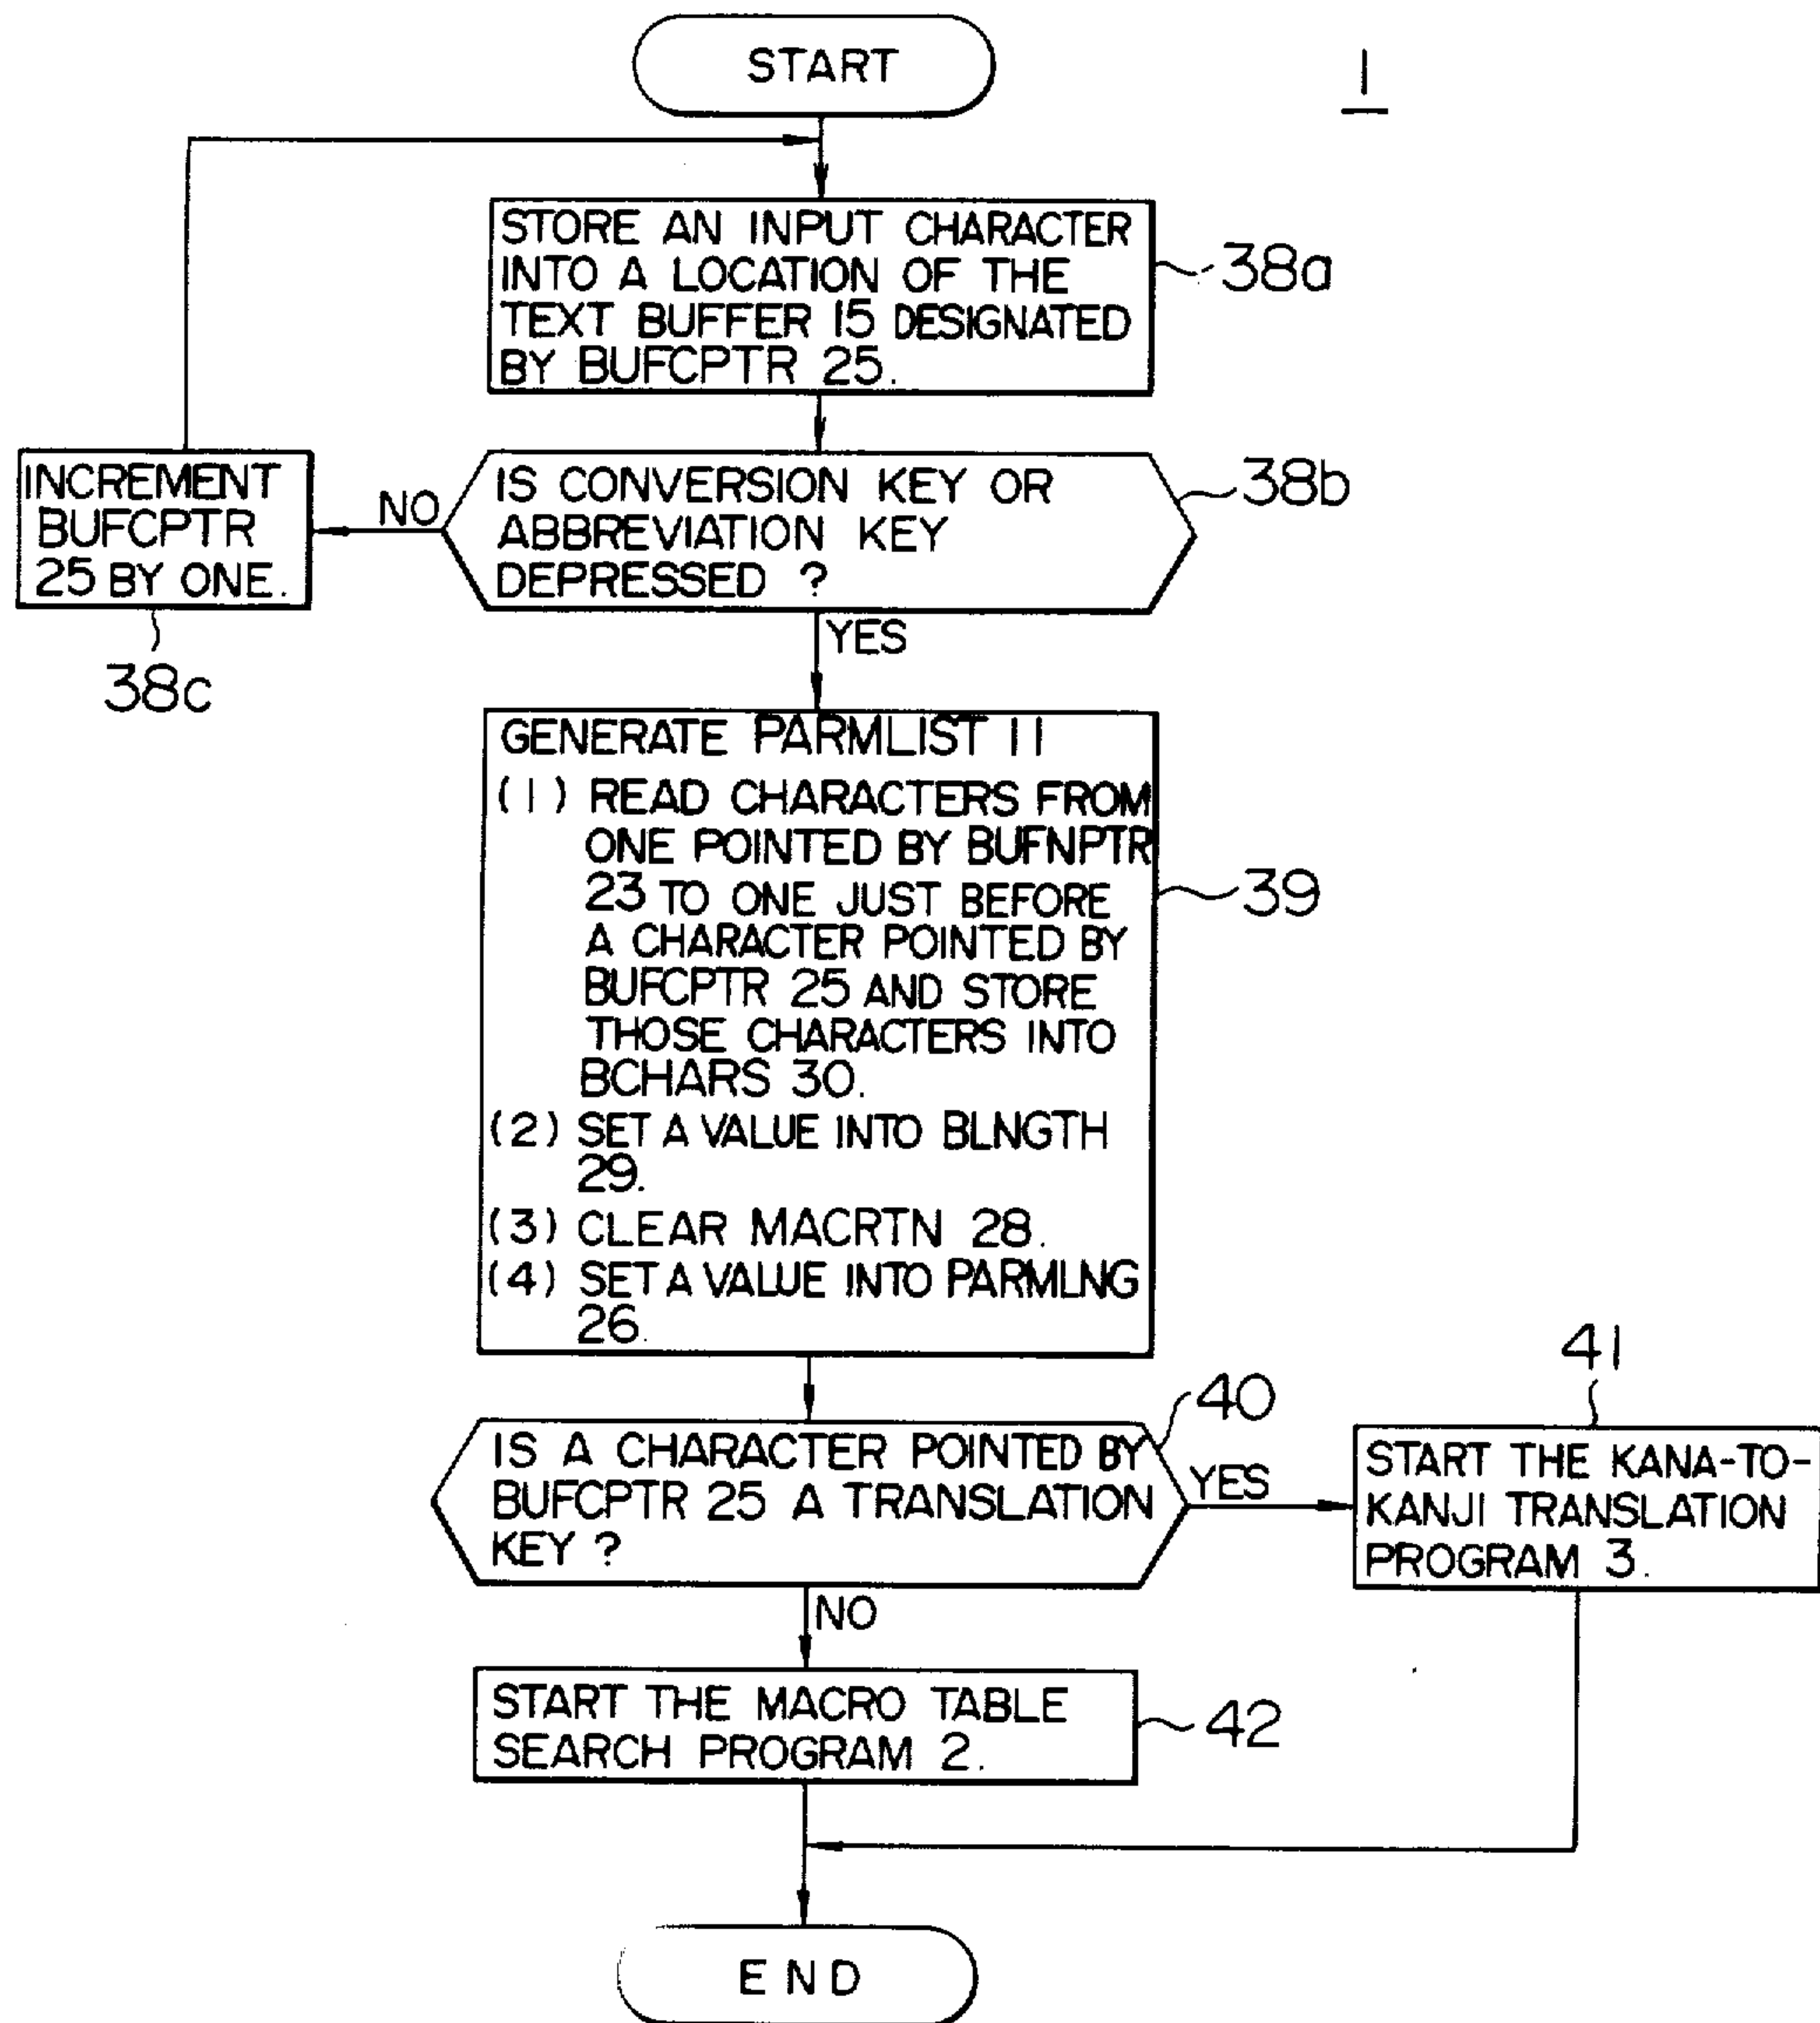 START
1
STORE AN INPUT CHARACTER
INTO A LOCATION OF THE
TEXT BUFFER 15 DESIGNATED
BY BUFCPTR 25.
38a
IS CONVERSION KEY OR
ABBREVIATION KEY
DEPRESSED ?
38b
NO
INCREMENT
BUFCPTR
25 BY ONE.
38c
YES
GENERATE PARMLIST 11
(1) READ CHARACTERS FROM
ONE POINTED BY BUFNPTR
23 TO ONE JUST BEFORE
A CHARACTER POINTED BY
BUFCPTR 25 AND STORE
THOSE CHARACTERS INTO
BCHARS 30.
(2) SET A VALUE INTO BLNGTH
29.
(3) CLEAR MACRTN 28.
(4) SET A VALUE INTO PARMLNG
26.
39
IS A CHARACTER POINTED BY
BUFCPTR 25 A TRANSLATION
KEY ?
40
YES
START THE KANA-TO-
KANJI TRANSLATION
PROGRAM 3.
41
NO
START THE MACRO TABLE
SEARCH PROGRAM 2.
42
END